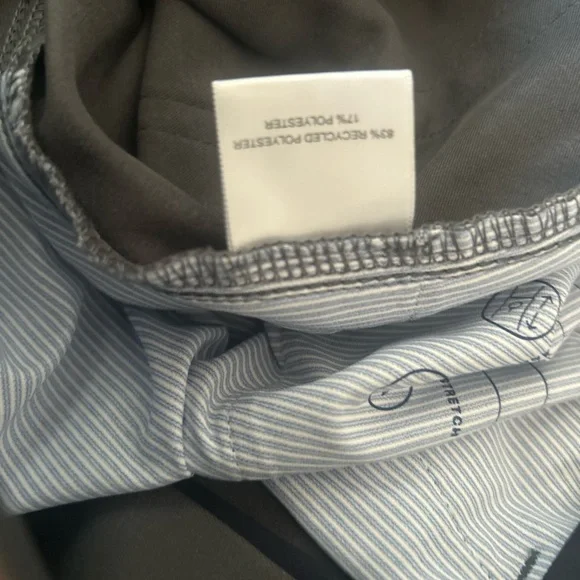 83% RECYCLED POLYESTER
17% POLYESTER
STRETCH